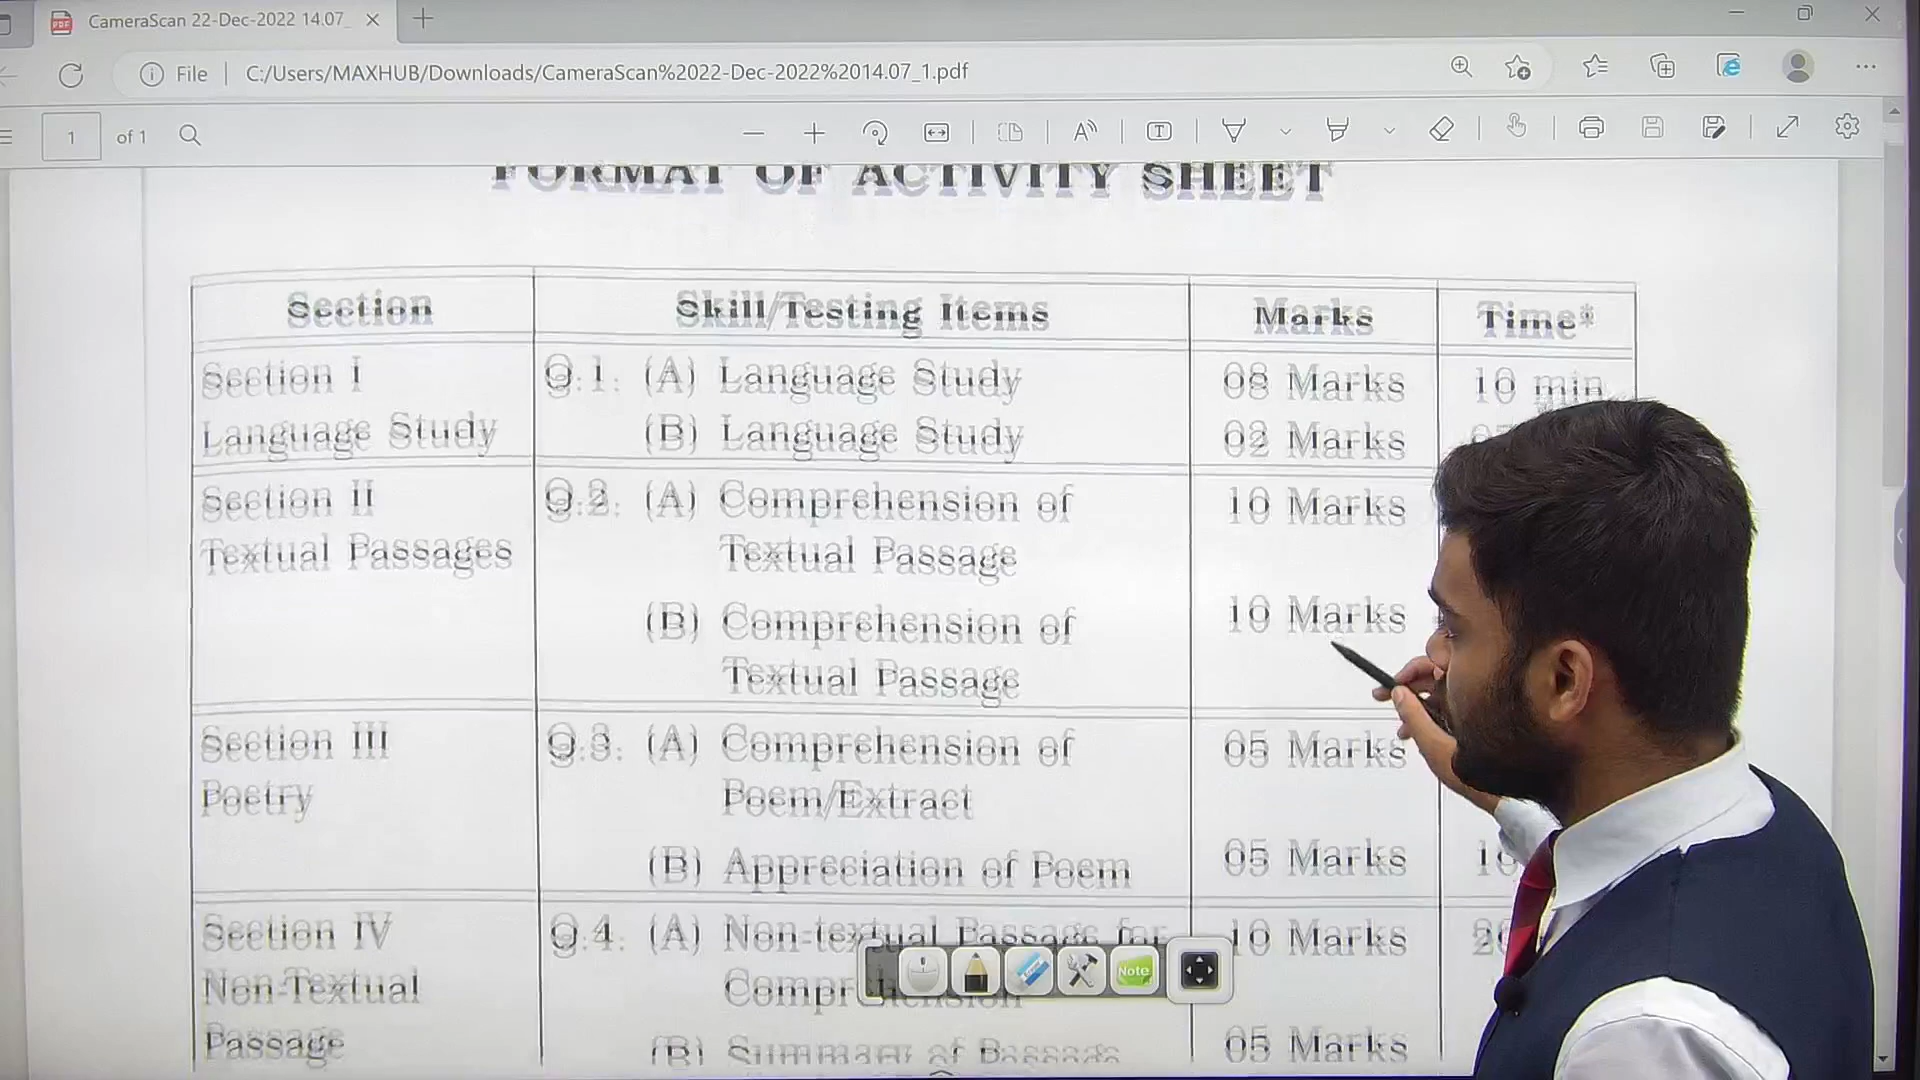 CameraScan 22-Dec-2022 14.07_
File
C:/Users/MAXHUB/Downloads/CameraScan%2022-Dec-2022%2014.07_1.pdf
1 of 1
FORMAT OF ACTIVITY SHEET
Section Skill/Testing Items Marks Time*
Section I Q.1. (A) Language Study 08 Marks 10 min
Language Study (B) Language Study 02 Marks
Section II Q.2. (A) Comprehension of 10 Marks
Textual Passages Textual Passage
(B) Comprehension of 10 Marks
Textual Passage
Section III Q.3. (A) Comprehension of 05 Marks
Poetry Poem/Extract
(B) Appreciation of Poem 05 Marks
Section IV Q.4. (A) Non-textual Passage for 10 Marks
Non-Textual Comprehension
Passage (B) Summary of Passage 05 Marks
Note